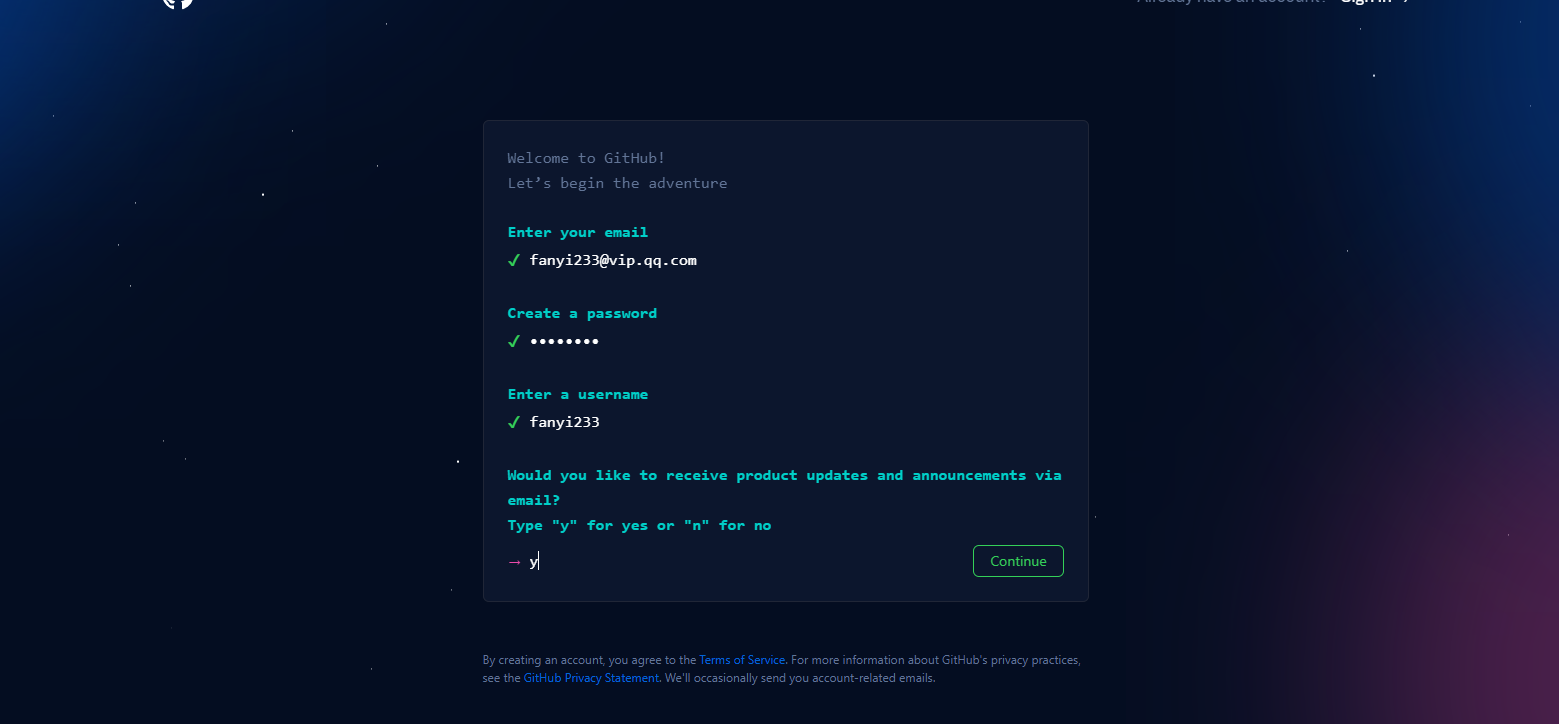 Already have an account? Sign in →
Welcome to GitHub!
Let’s begin the adventure
Enter your email
✓ fanyi233@vip.qq.com
Create a password
✓ ••••••••
Enter a username
✓ fanyi233
Would you like to receive product updates and announcements via
email?
Type "y" for yes or "n" for no
→ y
Continue
By creating an account, you agree to the Terms of Service. For more information about GitHub's privacy practices,
see the GitHub Privacy Statement. We'll occasionally send you account-related emails.